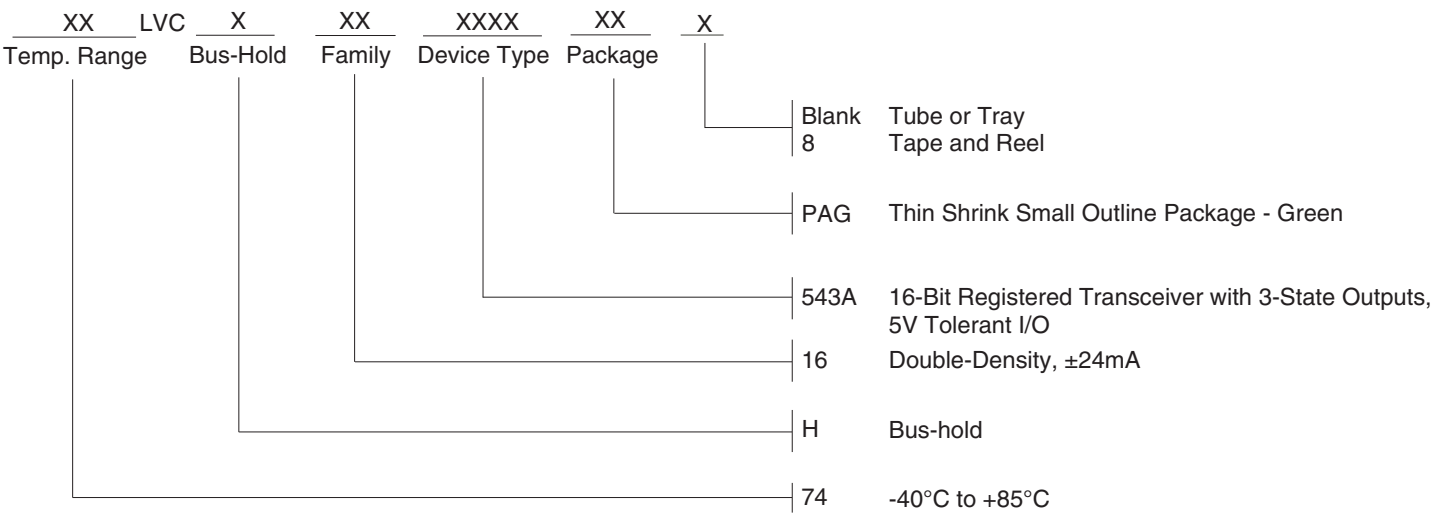 XX LVC X XX XXXX XX X
Temp. Range Bus-Hold Family Device Type Package
Blank Tube or Tray
8 Tape and Reel
PAG Thin Shrink Small Outline Package - Green
543A 16-Bit Registered Transceiver with 3-State Outputs,
5V Tolerant I/O
16 Double-Density, ±24mA
H Bus-hold
74 -40°C to +85°C